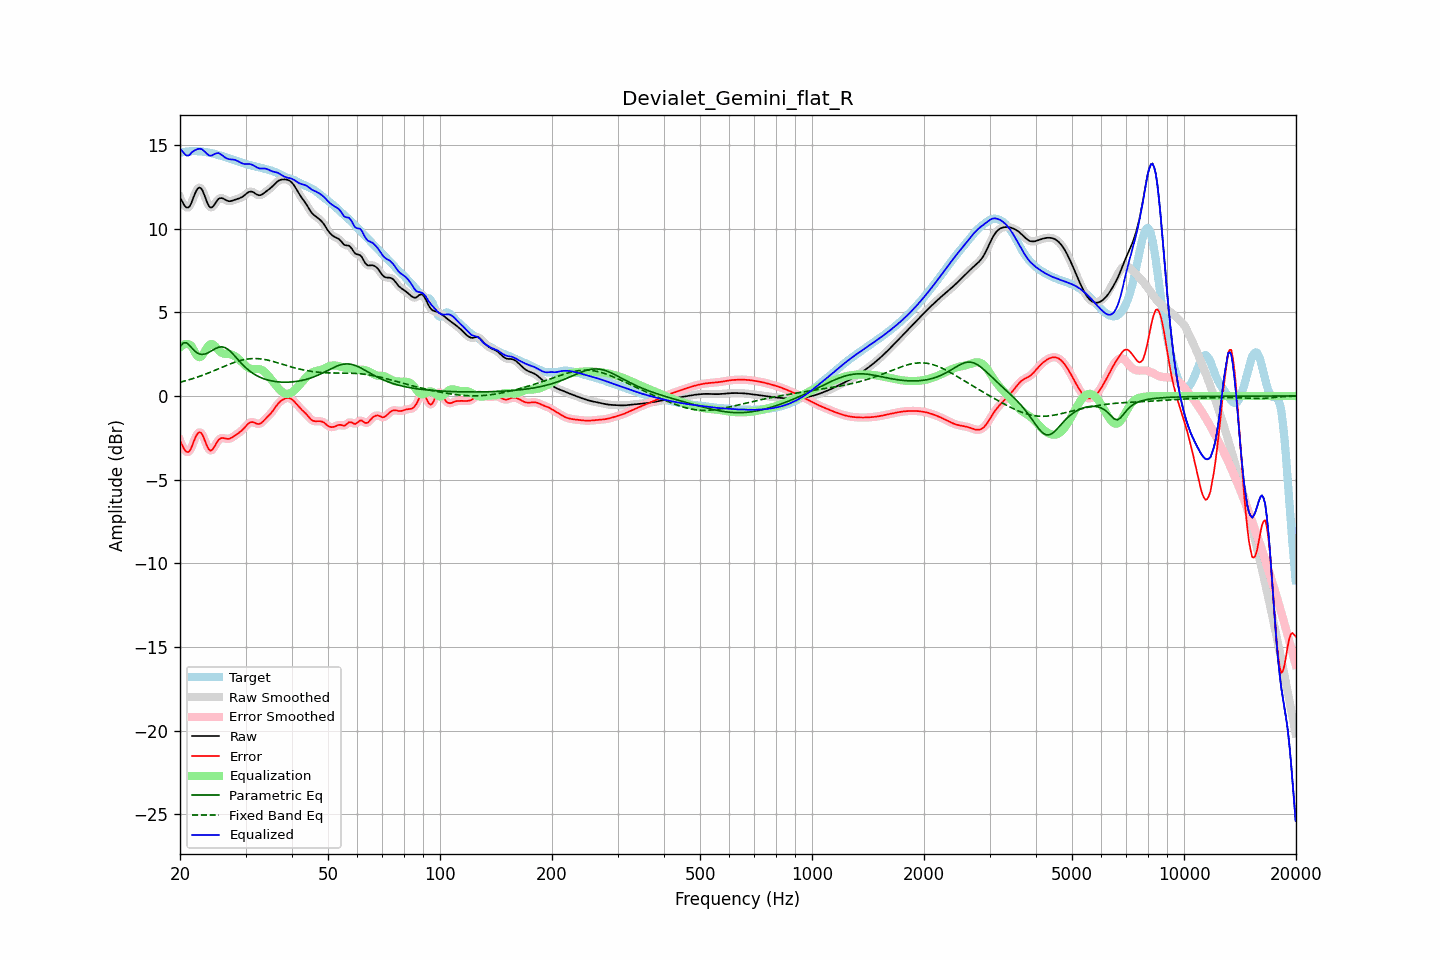 Devialet_Gemini_flat_R
Amplitude (dBr)
15
10
5
0
−5
−10
−15
−20
−25
Target
Raw Smoothed
Error Smoothed
Raw
Error
Equalization
Parametric Eq
Fixed Band Eq
Equalized
20 50 100 200 500 1000 2000 5000 10000 20000
Frequency (Hz)